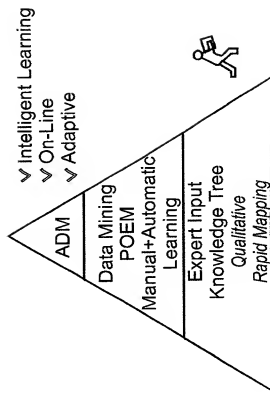 ✓ Intelligent Learning
✓ On-Line
✓ Adaptive
ADM
Data Mining
POEM
Manual+Automatic
Learning
Expert Input
Knowledge Tree
Qualitative
Rapid Mapping